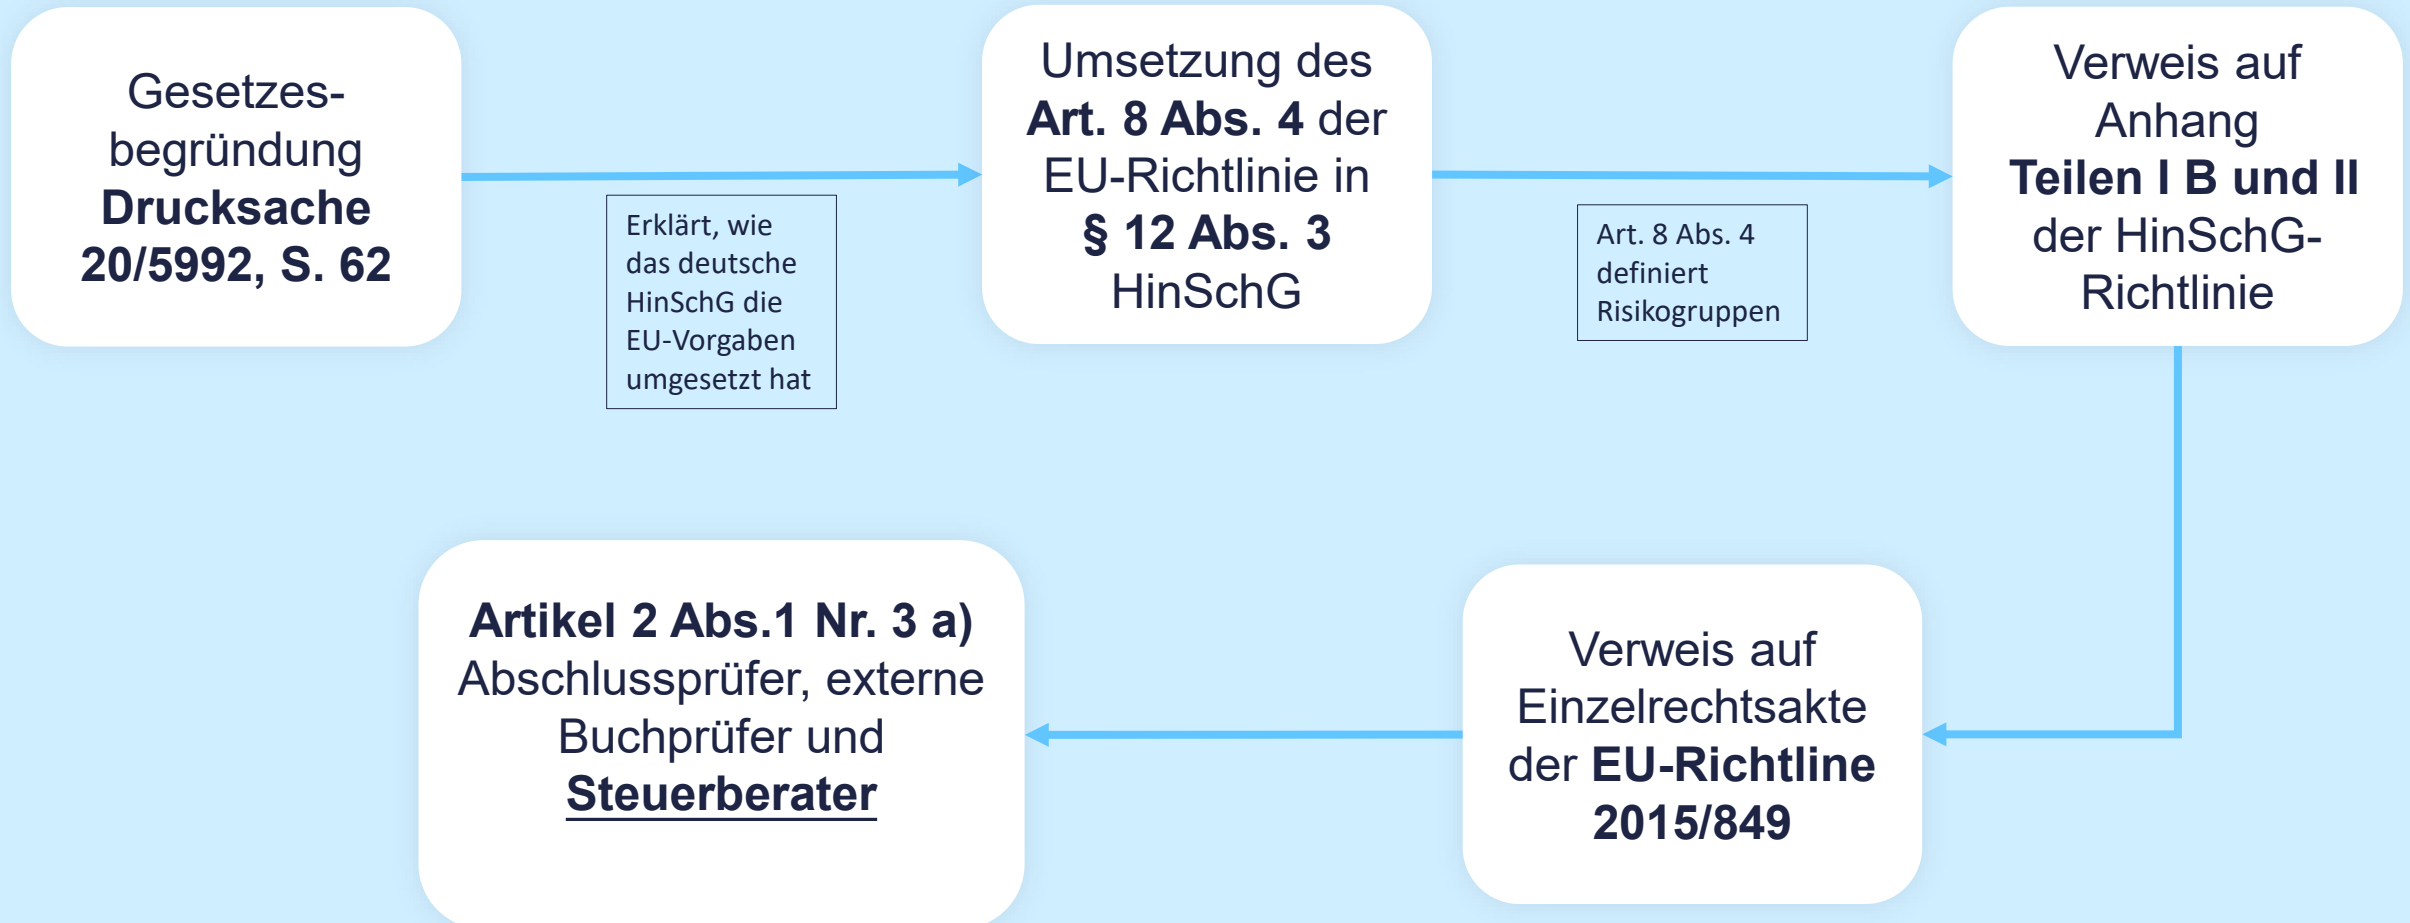 Gesetzes-
begründung
Drucksache
20/5992, S. 62
Erklärt, wie
das deutsche
HinSchG die
EU-Vorgaben
umgesetzt hat
Umsetzung des
Art. 8 Abs. 4 der
EU-Richtlinie in
§ 12 Abs. 3
HinSchG
Art. 8 Abs. 4
definiert
Risikogruppen
Verweis auf
Anhang
Teilen I B und II
der HinSchG-
Richtlinie
Verweis auf
Einzelrechtsakte
der EU-Richtline
2015/849
Artikel 2 Abs.1 Nr. 3 a)
Abschlussprüfer, externe
Buchprüfer und
Steuerberater